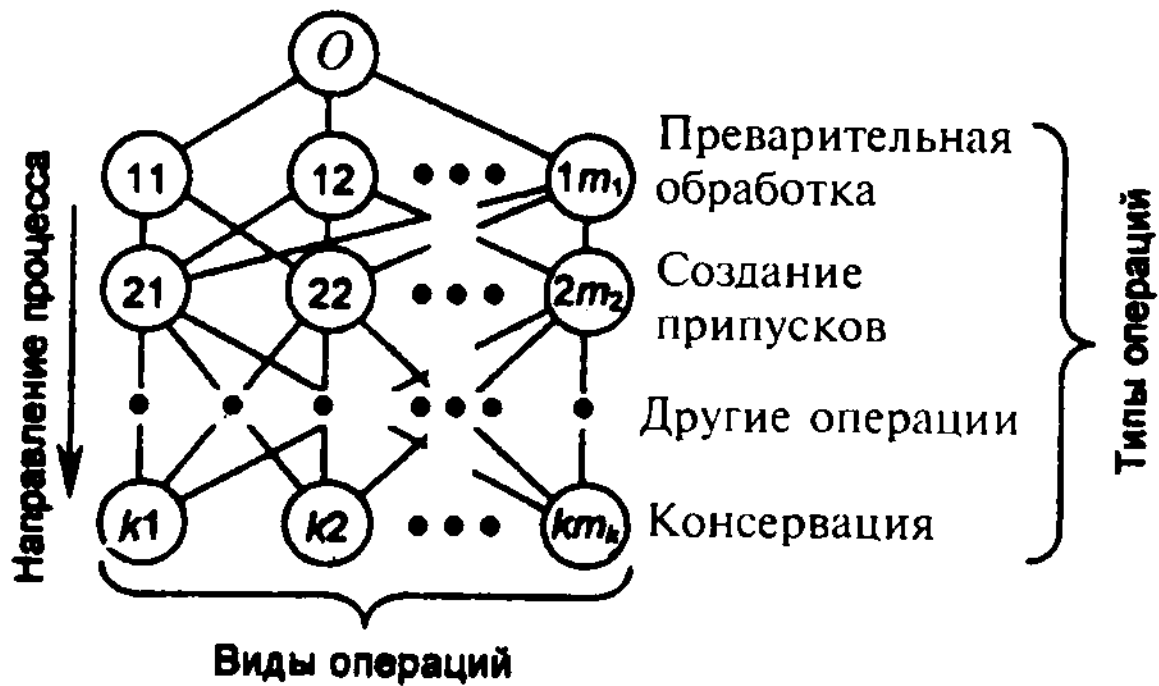 O
11 12 ••• 1m₁
Преварительная
обработка
21 22 ••• 2m₂
Создание
припусков
Другие операции
k1 k2 ••• kmₖ
Консервация
Направление процесса
Типы операций
Виды операций